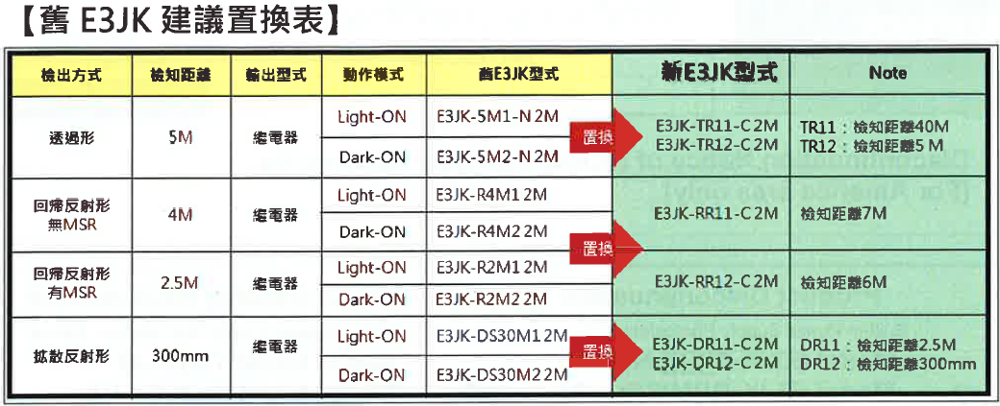 【舊 E3JK 建議置換表】
檢出方式 檢知距離 輸出型式 動作模式 舊E3JK型式 新E3JK型式 Note
透過形 5M 繼電器 Light-ON E3JK-5M1-N 2M 置換 E3JK-TR11-C 2M TR11：檢知距離40M
Dark-ON E3JK-5M2-N 2M E3JK-TR12-C 2M TR12：檢知距離5 M
回帰反射形 4M 繼電器 Light-ON E3JK-R4M1 2M E3JK-RR11-C 2M 檢知距離7M
無MSR Dark-ON E3JK-R4M2 2M
置換
回帰反射形 2.5M 繼電器 Light-ON E3JK-R2M1 2M E3JK-RR12-C 2M 檢知距離6M
有MSR Dark-ON E3JK-R2M2 2M
拡散反射形 300mm 繼電器 Light-ON E3JK-DS30M1 2M 置換 E3JK-DR11-C 2M DR11：檢知距離2.5M
Dark-ON E3JK-DS30M2 2M E3JK-DR12-C 2M DR12：檢知距離300mm